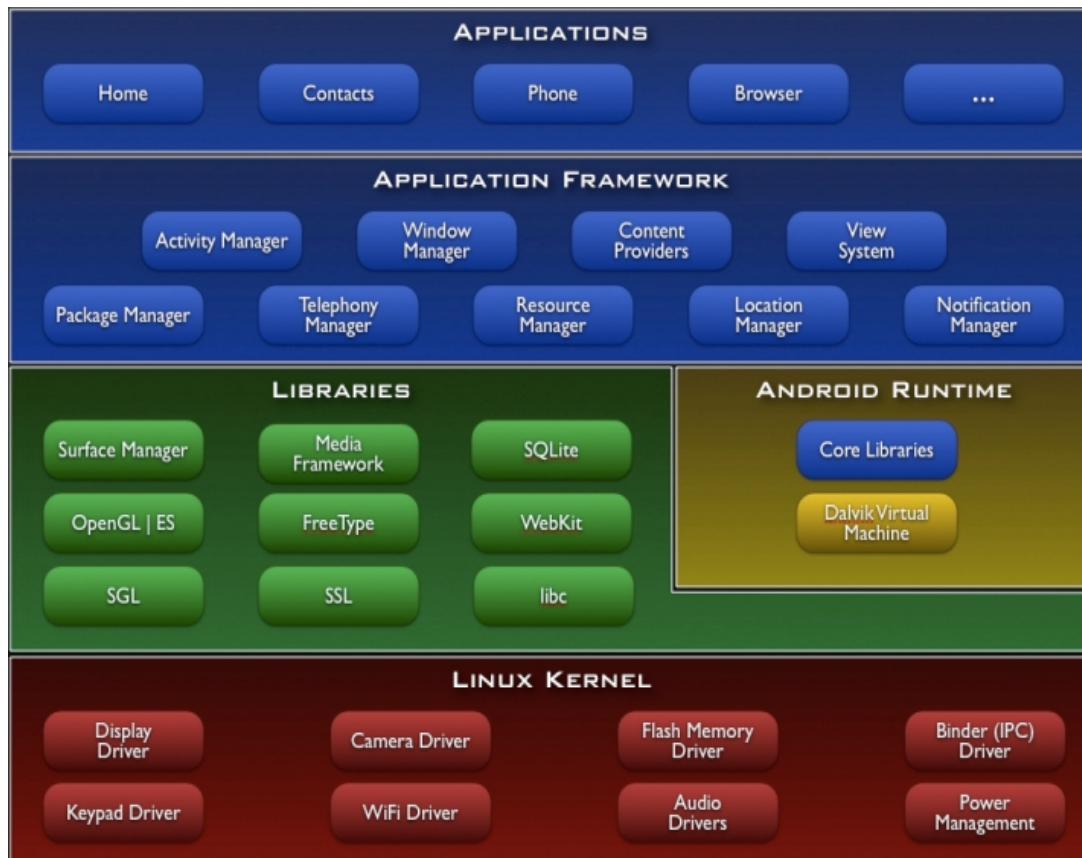 APPLICATIONS
Home
Contacts
Phone
Browser
...
APPLICATION FRAMEWORK
Activity Manager
Window
Manager
Content
Providers
View
System
Package Manager
Telephony
Manager
Resource
Manager
Location
Manager
Notification
Manager
LIBRARIES
Surface Manager
Media
Framework
SQLite
OpenGL | ES
FreeType
WebKit
SGL
SSL
libc
ANDROID RUNTIME
Core Libraries
Dalvik Virtual
Machine
LINUX KERNEL
Display
Driver
Camera Driver
Flash Memory
Driver
Binder (IPC)
Driver
Keypad Driver
WiFi Driver
Audio
Drivers
Power
Management